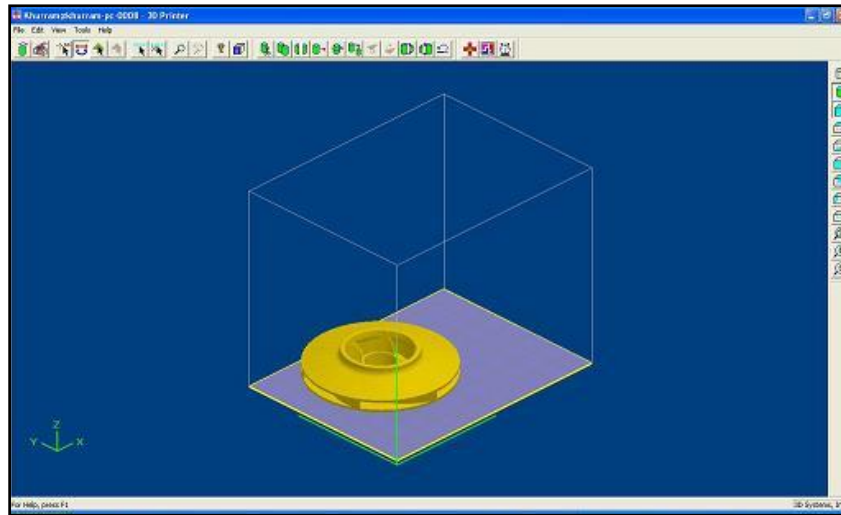 Khurram@khurram-pc-0008 - 3D Printer
File Edit View Tools Help
Z
Y X
For Help, press F1
3D Systems, In